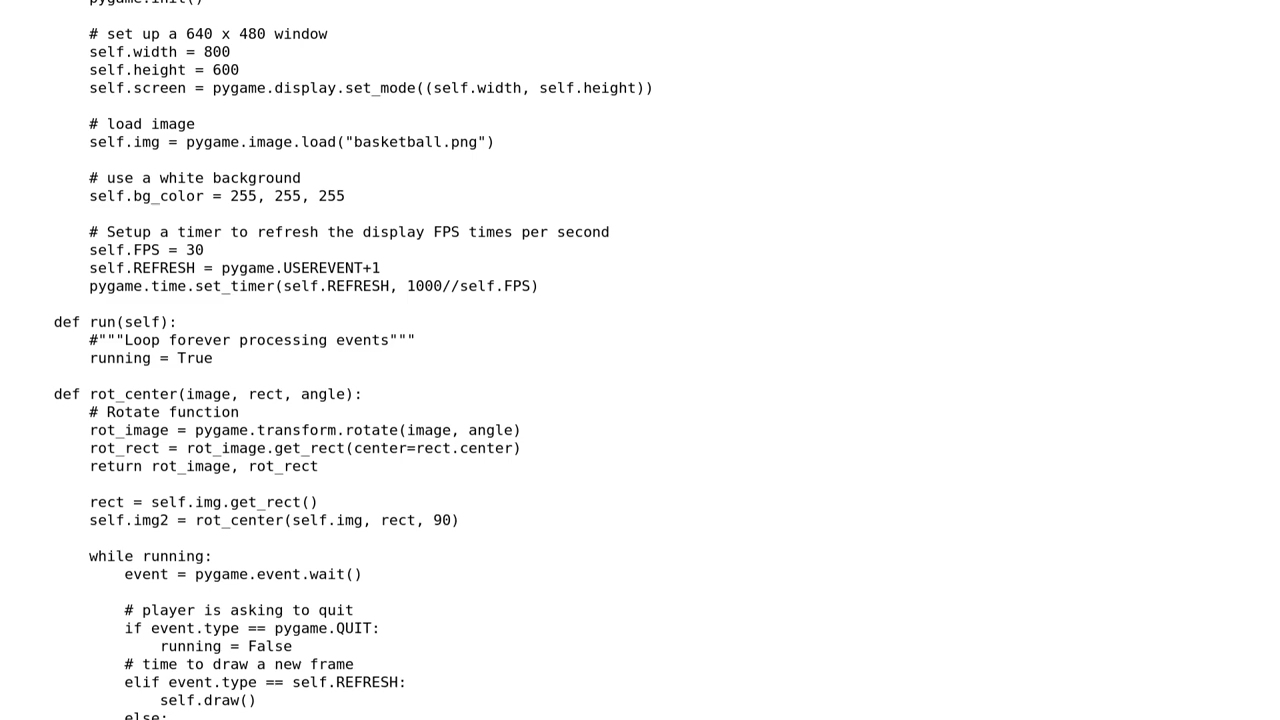 pygame.init()
# set up a 640 x 480 window
self.width = 800
self.height = 600
self.screen = pygame.display.set_mode((self.width, self.height))
# load image
self.img = pygame.image.load("basketball.png")
# use a white background
self.bg_color = 255, 255, 255
# Setup a timer to refresh the display FPS times per second
self.FPS = 30
self.REFRESH = pygame.USEREVENT+1
pygame.time.set_timer(self.REFRESH, 1000//self.FPS)
def run(self):
#"""Loop forever processing events"""
running = True
def rot_center(image, rect, angle):
# Rotate function
rot_image = pygame.transform.rotate(image, angle)
rot_rect = rot_image.get_rect(center=rect.center)
return rot_image, rot_rect
rect = self.img.get_rect()
self.img2 = rot_center(self.img, rect, 90)
while running:
event = pygame.event.wait()
# player is asking to quit
if event.type == pygame.QUIT:
running = False
# time to draw a new frame
elif event.type == self.REFRESH:
self.draw()
else: